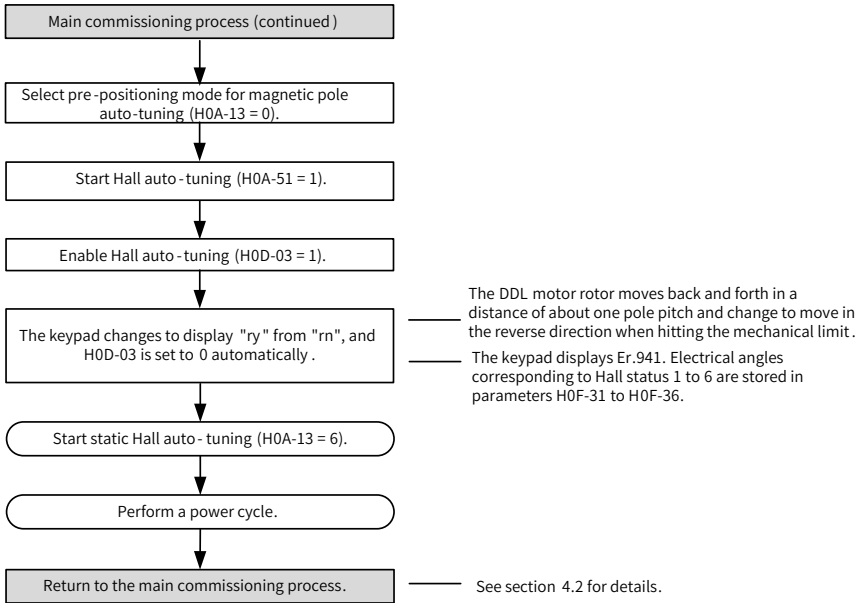 Main commissioning process (continued)
Select pre-positioning mode for magnetic pole
auto-tuning (H0A-13 = 0).
Start Hall auto-tuning (H0A-51 = 1).
Enable Hall auto-tuning (H0D-03 = 1).
The keypad changes to display "ry" from "rn", and
H0D-03 is set to 0 automatically.
The DDL motor rotor moves back and forth in a
distance of about one pole pitch and change to move in
the reverse direction when hitting the mechanical limit.
The keypad displays Er.941. Electrical angles
corresponding to Hall status 1 to 6 are stored in
parameters H0F-31 to H0F-36.
Start static Hall auto-tuning (H0A-13 = 6).
Perform a power cycle.
Return to the main commissioning process.
See section 4.2 for details.